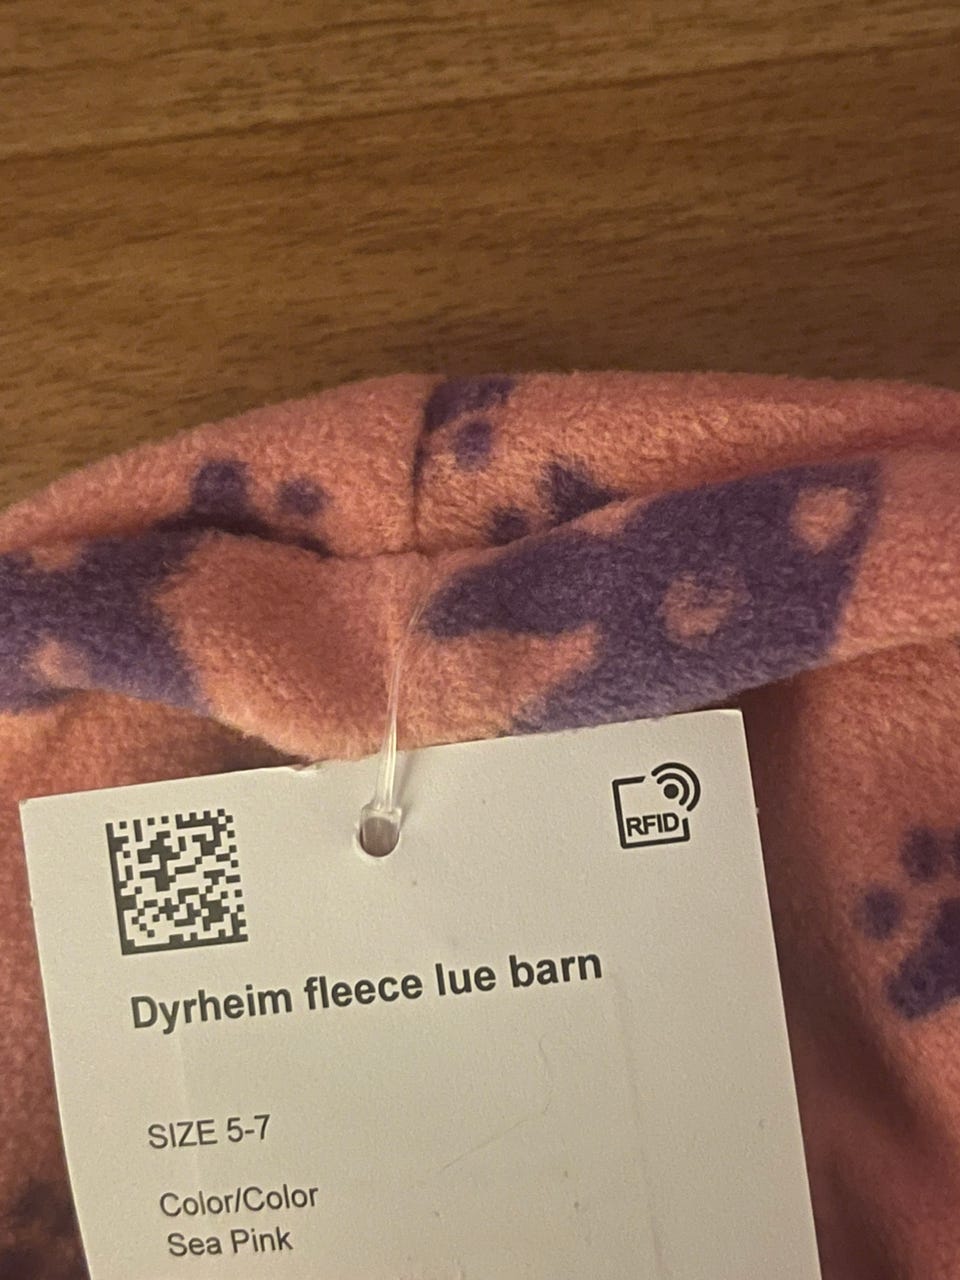 RFID
Dyrheim fleece lue barn
SIZE 5-7
Color/Color
Sea Pink